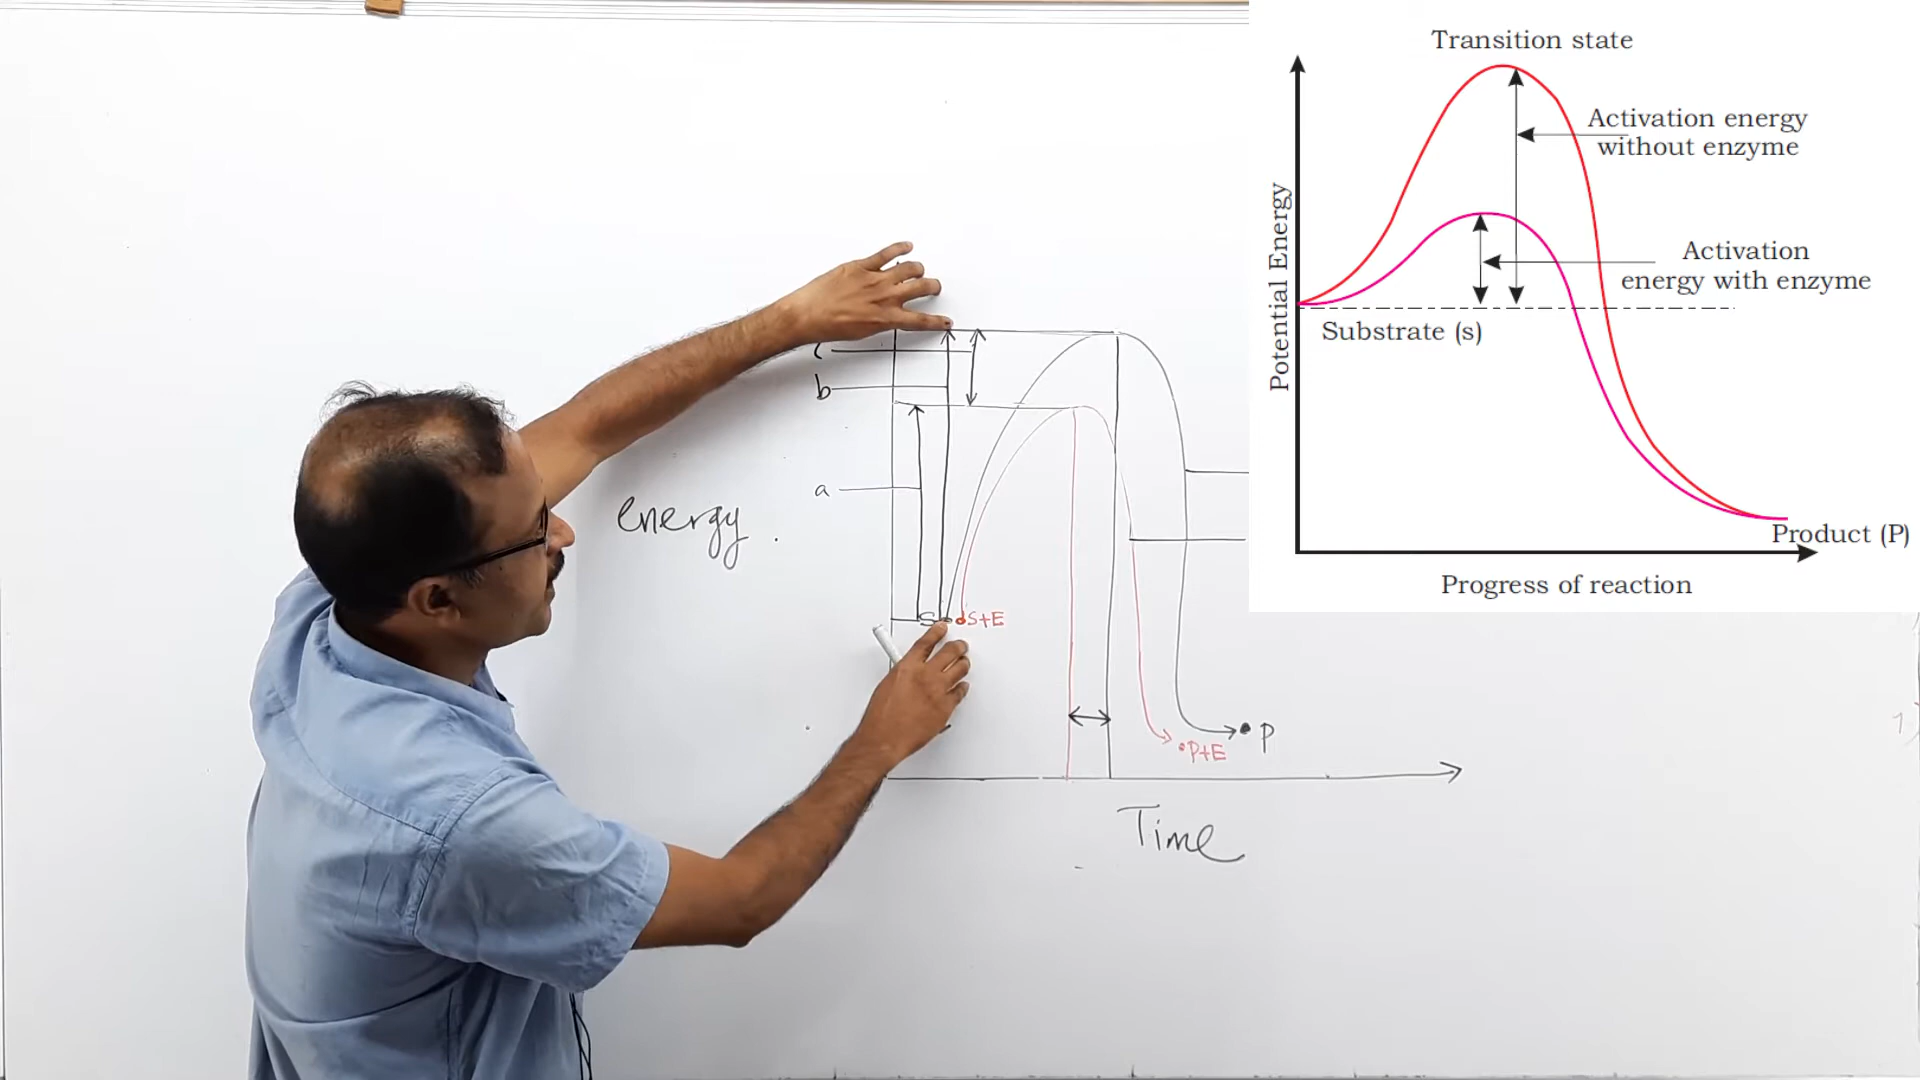 Transition state
Activation energy
without enzyme
Activation
energy with enzyme
Potential Energy
Substrate (s)
Product (P)
Progress of reaction
c
b
a
energy.
S
S+E
P
P+E
Time